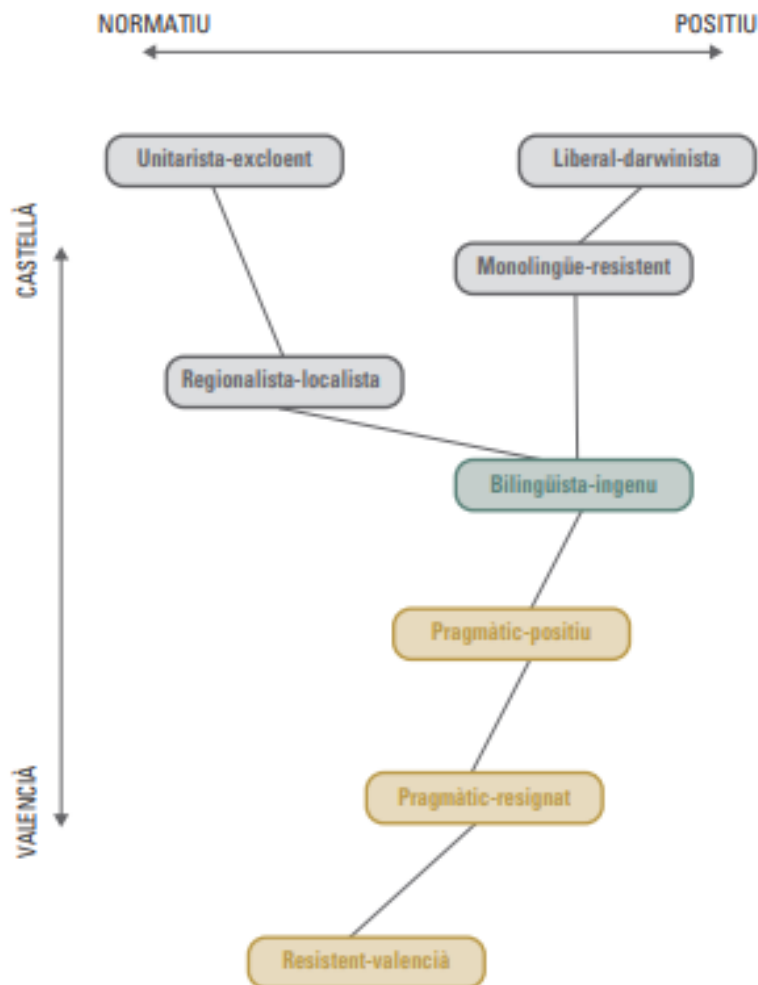 NORMATIU
POSITIU
Unitarista-excloent
Liberal-darwinista
CASTELLÀ
Monolingüe-resistent
Regionalista-localista
Bilingüista-ingenu
Pragmàtic-positiu
VALENCIÀ
Pragmàtic-resignat
Resistent-valencià